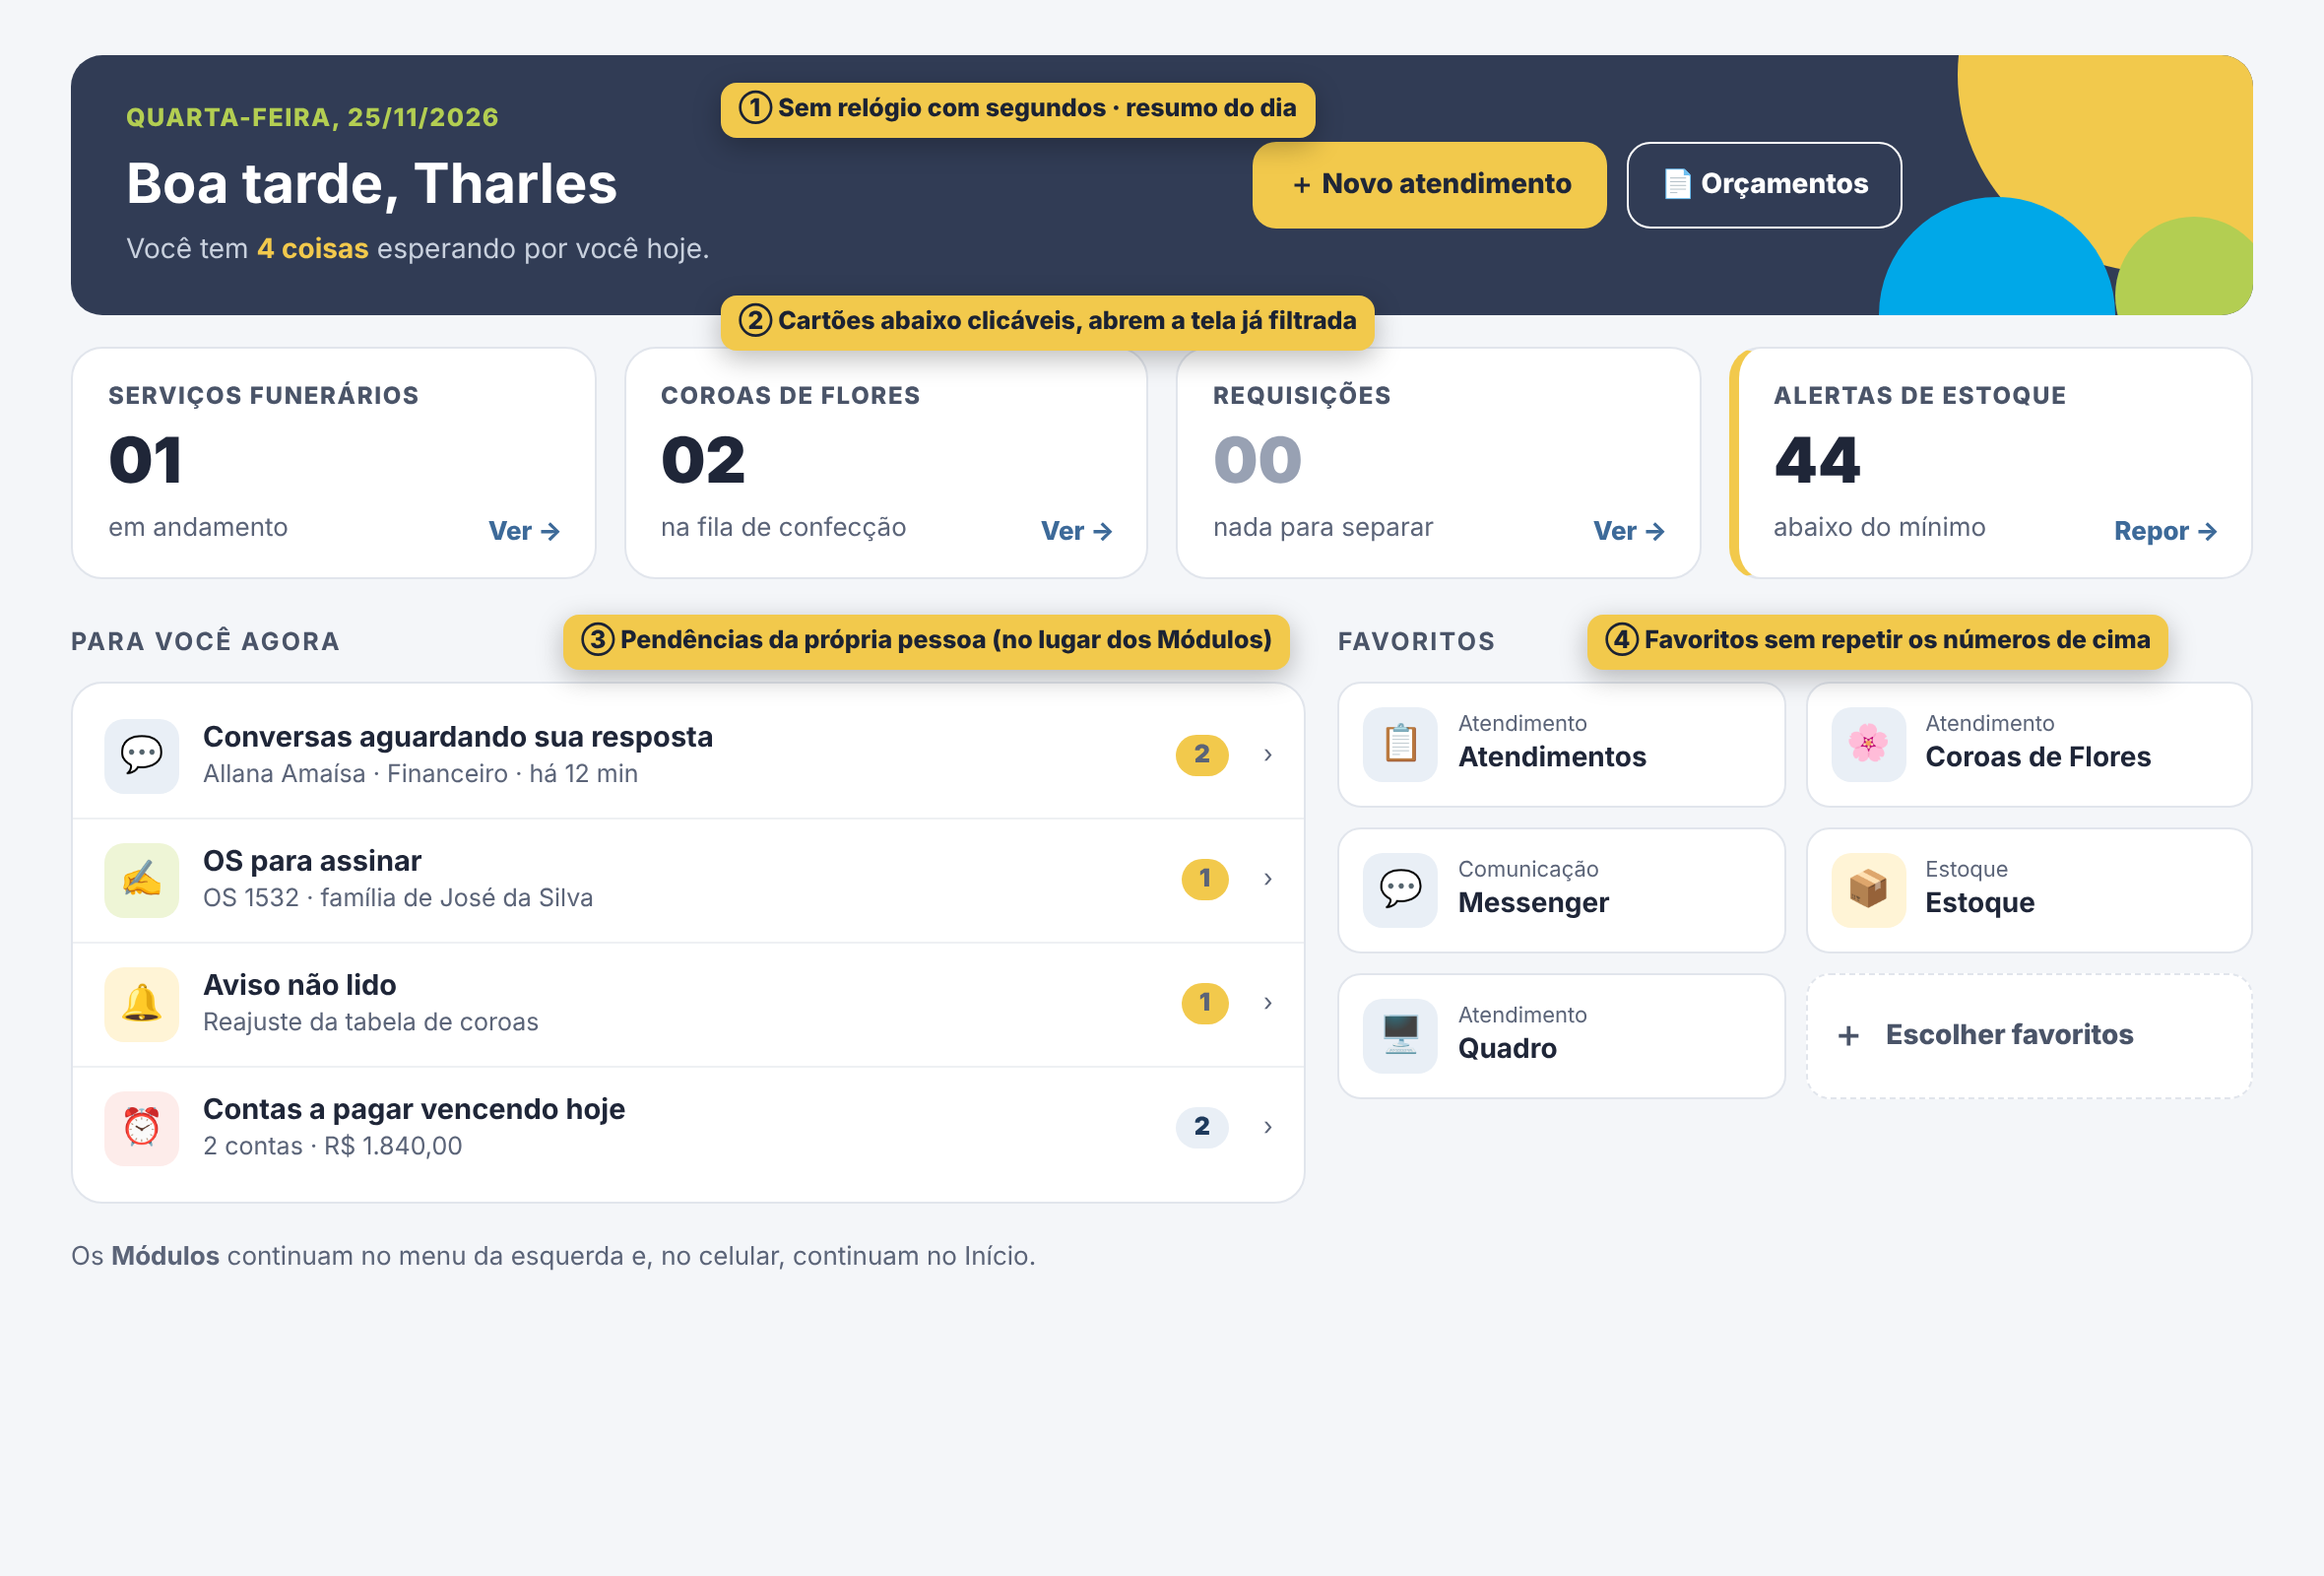 QUARTA-FEIRA, 25/11/2026
① Sem relógio com segundos · resumo do dia
Boa tarde, Tharles
Você tem 4 coisas esperando por você hoje.
+ Novo atendimento
Orçamentos
② Cartões abaixo clicáveis, abrem a tela já filtrada
SERVIÇOS FUNERÁRIOS
01
em andamento
Ver →
COROAS DE FLORES
02
na fila de confecção
Ver →
REQUISIÇÕES
00
nada para separar
Ver →
ALERTAS DE ESTOQUE
44
abaixo do mínimo
Repor →
PARA VOCÊ AGORA
③ Pendências da própria pessoa (no lugar dos Módulos)
Conversas aguardando sua resposta
Allana Amaísa · Financeiro · há 12 min
2 ›
OS para assinar
OS 1532 · família de José da Silva
1 ›
Aviso não lido
Reajuste da tabela de coroas
1 ›
Contas a pagar vencendo hoje
2 contas · R$ 1.840,00
2 ›
FAVORITOS
④ Favoritos sem repetir os números de cima
Atendimento
Atendimentos
Atendimento
Coroas de Flores
Comunicação
Messenger
Estoque
Estoque
Atendimento
Quadro
+ Escolher favoritos
Os Módulos continuam no menu da esquerda e, no celular, continuam no Início.